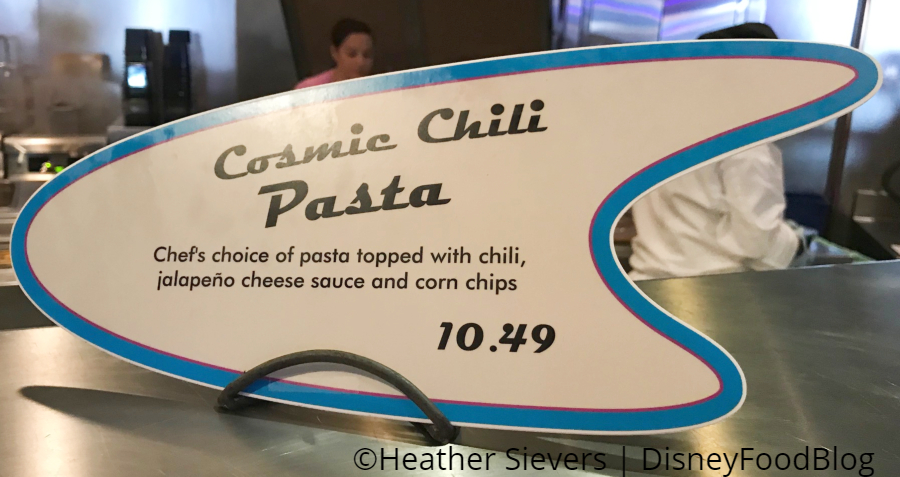 Cosmic Chili
Pasta
Chef's choice of pasta topped with chili,
jalapeño cheese sauce and corn chips
10.49
©Heather Sievers | DisneyFoodBlog